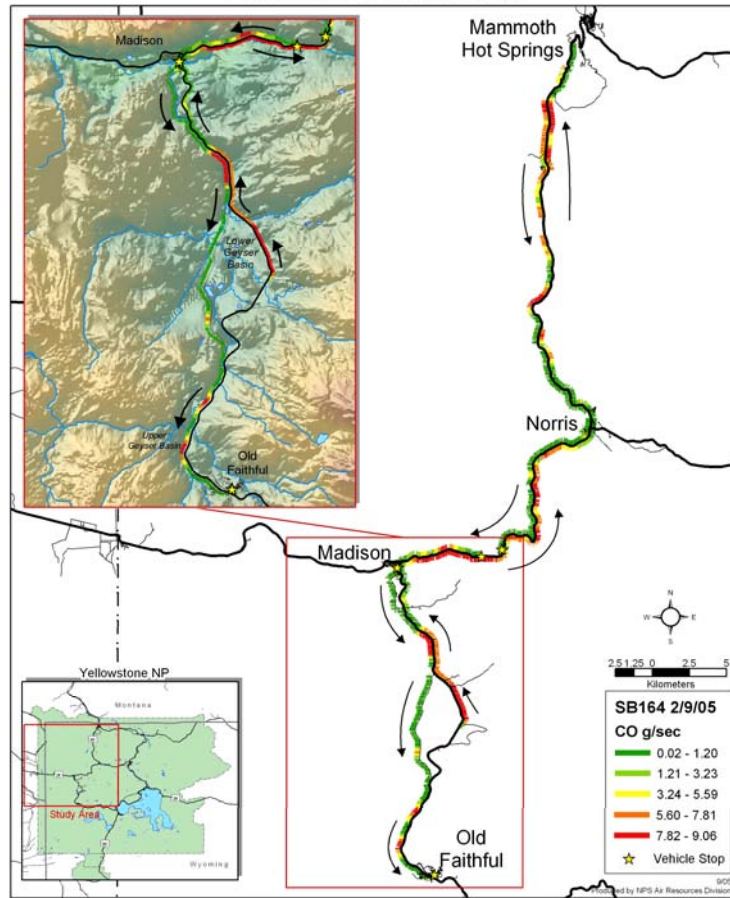 Madison
Lower
Geyser
Basin
Upper
Geyser Basin
Old
Faithful
Mammoth
Hot Springs
Norris
Madison
Old
Faithful
N
W
E
S
2.5 1.25 0 2.5 5
Kilometers
SB164 2/9/05
CO g/sec
0.02 - 1.20
1.21 - 3.23
3.24 - 5.59
5.60 - 7.81
7.82 - 9.06
Vehicle Stop
9/05
Produced by NPS Air Resources Division
Yellowstone NP
Montana
Study Area
Wyoming